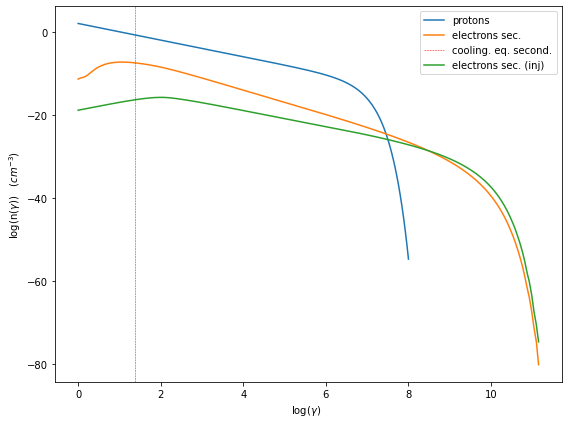 protons
electrons sec.
cooling. eq. second.
electrons sec. (inj)
log(n(γ)) (cm⁻³)
0
−20
−40
−60
−80
0 2 4 6 8 10
log(γ)